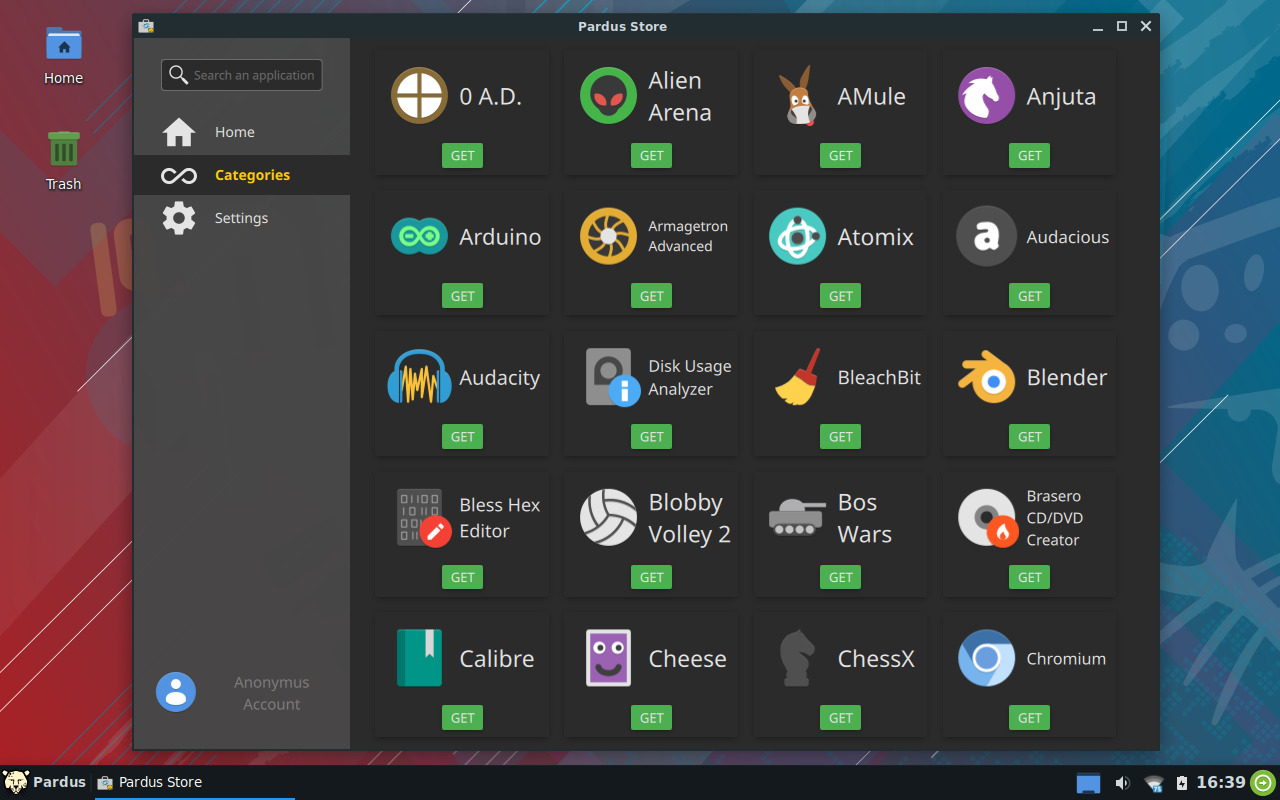 Pardus Store
Home
Trash
Search an application
Home
Categories
Settings
Anonymus
Account
0 A.D.
GET
Alien
Arena
GET
AMule
GET
Anjuta
GET
Arduino
GET
Armagetron
Advanced
GET
Atomix
GET
a
Audacious
GET
Audacity
GET
Disk Usage
Analyzer
GET
BleachBit
GET
Blender
GET
Bless Hex
Editor
GET
Blobby
Volley 2
GET
Bos
Wars
GET
Brasero
CD/DVD
Creator
GET
Calibre
GET
Cheese
GET
ChessX
GET
Chromium
GET
Pardus
Pardus Store
75
16:39